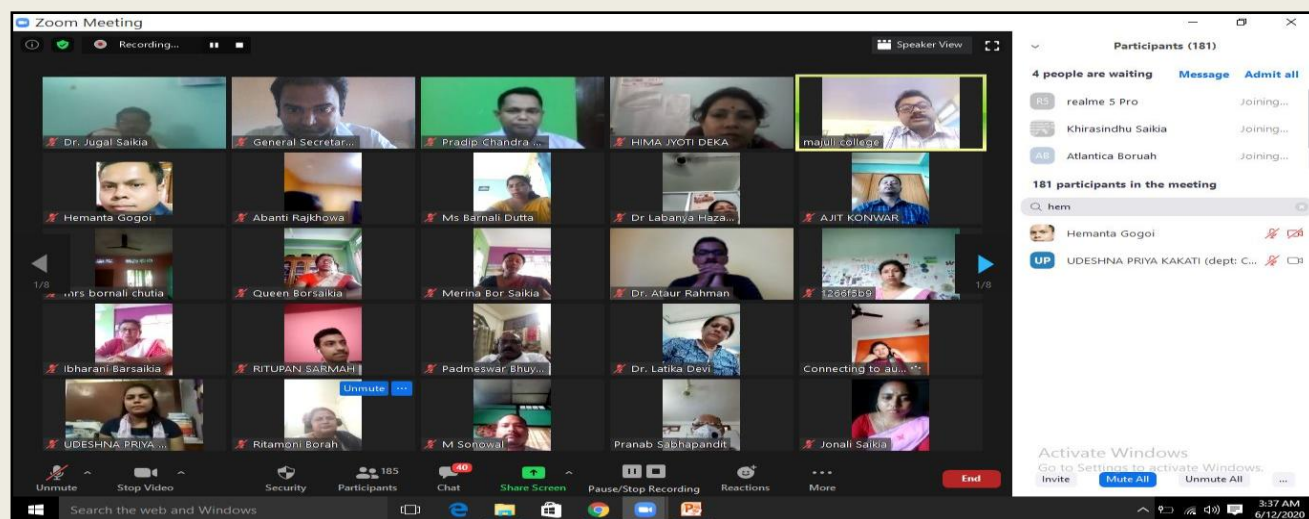 Zoom Meeting
Recording...
Speaker View
Dr. Jugal Saikia
General Secretar...
Pradip Chandra ...
HIMA JYOTI DEKA
majuli college
Hemanta Gogoi
Abanti Rajkhowa
Ms Barnali Dutta
Dr Labanya Haza...
AJIT KONWAR
1/8
mrs bornali chutia
Queen Borsaikia
Merina Bor Saikia
Dr. Ataur Rahman
1266f5b9
1/8
Ibharani Barsaikia
RITUPAN SARMAH
Padmeswar Bhuy...
Dr. Latika Devi
Connecting to au...
Unmute ...
UDESHNA PRIYA ...
Ritamoni Borah
M Sonowal
Pranab Sabhapandit
Jonali Saikia
Unmute
Stop Video
Security
185
Participants
40
Chat
Share Screen
Pause/Stop Recording
Reactions
More
End
Participants (181)
4 people are waiting Message Admit all
RS realme 5 Pro Joining...
Khirasindhu Saikia Joining...
AB Atlantica Boruah Joining...
181 participants in the meeting
hem
Hemanta Gogoi
UP UDESHNA PRIYA KAKATI (dept: C...
Activate Windows
Go to Settings to activate Windows.
Invite Mute All Unmute All ...
Search the web and Windows
3:37 AM
6/12/2020